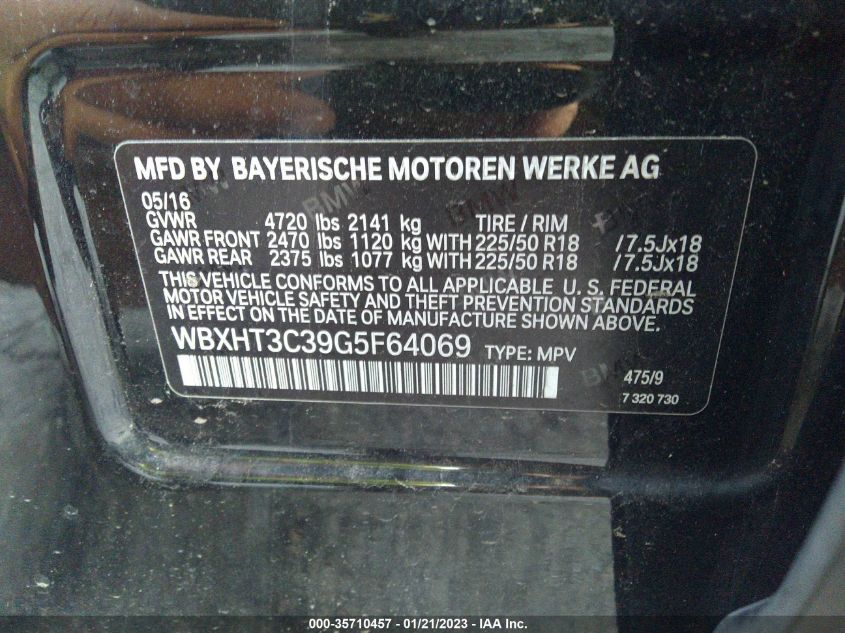 MFD BY BAYERISCHE MOTOREN WERKE AG
05/16
GVWR 4720 lbs 2141 kg TIRE / RIM
GAWR FRONT 2470 lbs 1120 kg WITH 225/50 R18 / 7.5Jx18
GAWR REAR 2375 lbs 1077 kg WITH 225/50 R18 / 7.5Jx18
THIS VEHICLE CONFORMS TO ALL APPLICABLE U. S. FEDERAL
MOTOR VEHICLE SAFETY AND THEFT PREVENTION STANDARDS
IN EFFECT ON THE DATE OF MANUFACTURE SHOWN ABOVE.
WBXHT3C39G5F64069 TYPE: MPV
475/9
7 320 730
000-35710457 - 01/21/2023 - IAA Inc.